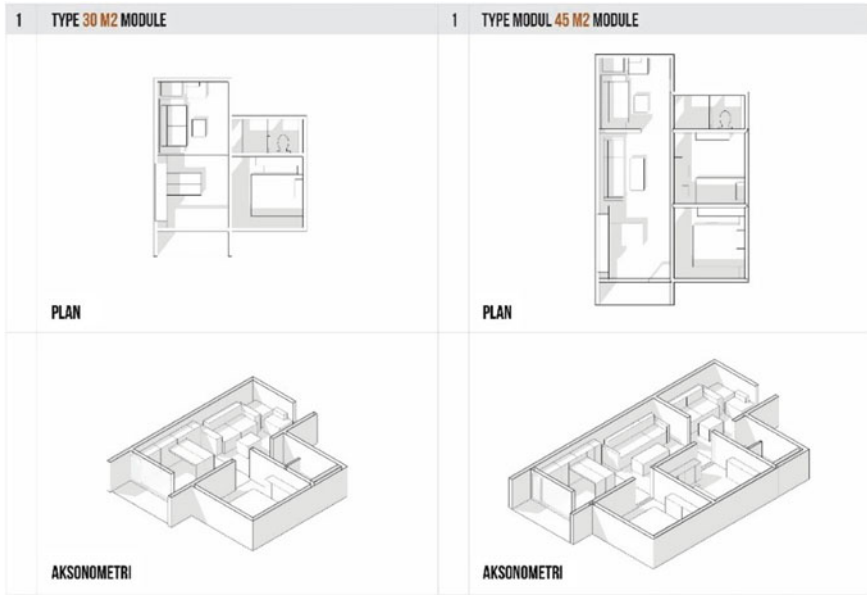 1 TYPE 30 M2 MODULE
1 TYPE MODUL 45 M2 MODULE
PLAN
PLAN
AKSONOMETRI
AKSONOMETRI